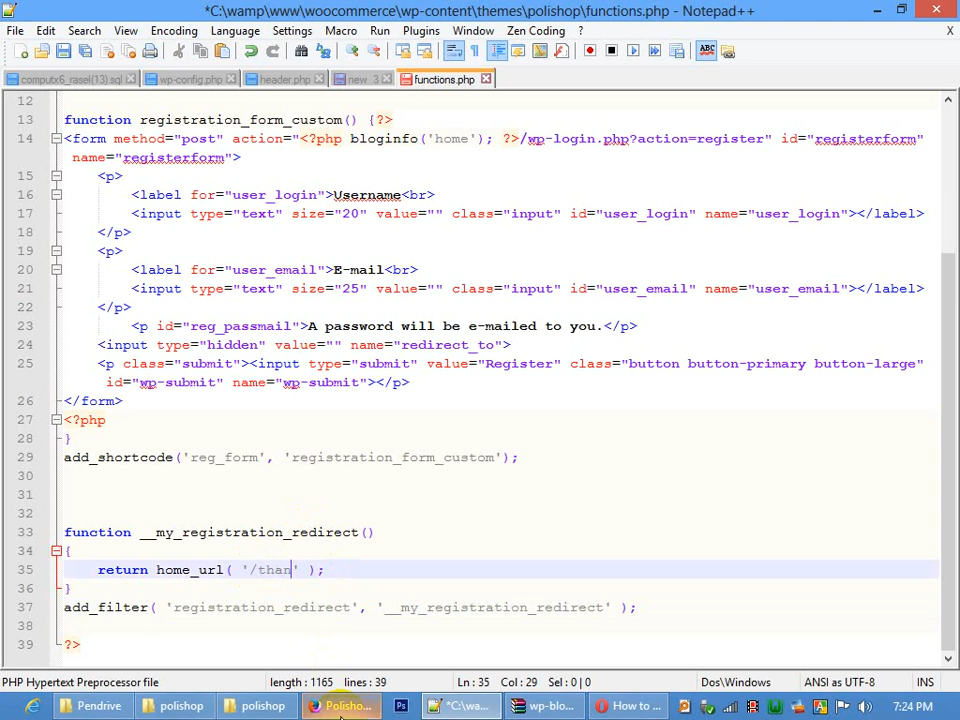 *C:\wamp\www\woocommerce\wp-content\themes\polishop\functions.php - Notepad++
File Edit Search View Encoding Language Settings Macro Run Plugins Window Zen Coding ? X
computx6_rasel(13).sql wp-config.php header.php new 3 functions.php
12
13 function registration_form_custom() {?>
14 <form method="post" action="<?php bloginfo('home'); ?>/wp-login.php?action=register" id="registerform"
name="registerform">
15 <p>
16 <label for="user_login">Username<br>
17 <input type="text" size="20" value="" class="input" id="user_login" name="user_login"></label>
18 </p>
19 <p>
20 <label for="user_email">E-mail<br>
21 <input type="text" size="25" value="" class="input" id="user_email" name="user_email"></label>
22 </p>
23 <p id="reg_passmail">A password will be e-mailed to you.</p>
24 <input type="hidden" value="" name="redirect_to">
25 <p class="submit"><input type="submit" value="Register" class="button button-primary button-large"
id="wp-submit" name="wp-submit"></p>
26 </form>
27 <?php
28 }
29 add_shortcode('reg_form', 'registration_form_custom');
30
31
32
33 function __my_registration_redirect()
34 {
35 return home_url( '/than' );
36 }
37 add_filter( 'registration_redirect', '__my_registration_redirect' );
38
39 ?>
PHP Hypertext Preprocessor file length : 1165 lines : 39 Ln : 35 Col : 29 Sel : 0 | 0 Dos\Windows ANSI as UTF-8 INS
Pendrive polishop polishop Polisho... Ps *C:\wa... wp-blo... How to ... 7:24 PM